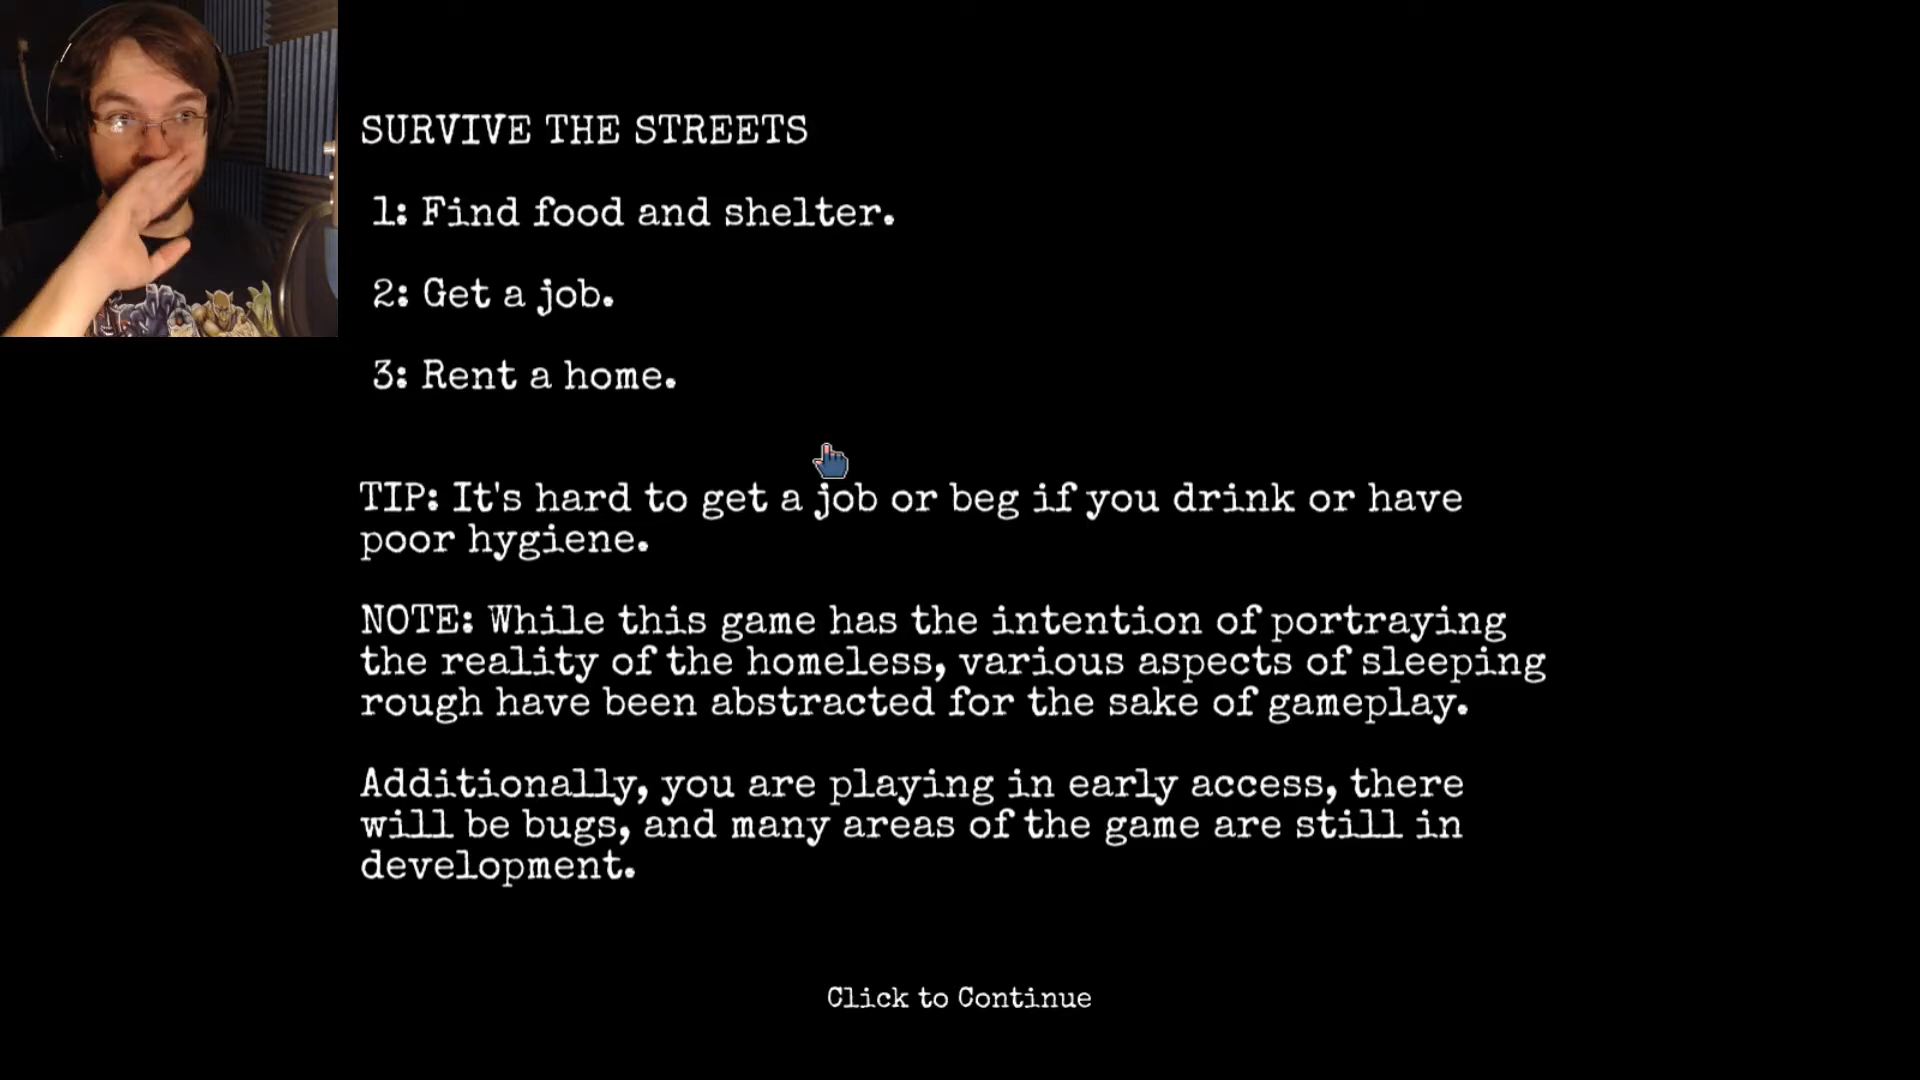 SURVIVE THE STREETS
1: Find food and shelter.
2: Get a job.
3: Rent a home.
TIP: It's hard to get a job or beg if you drink or have
poor hygiene.
NOTE: While this game has the intention of portraying
the reality of the homeless, various aspects of sleeping
rough have been abstracted for the sake of gameplay.
Additionally, you are playing in early access, there
will be bugs, and many areas of the game are still in
development.
Click to Continue